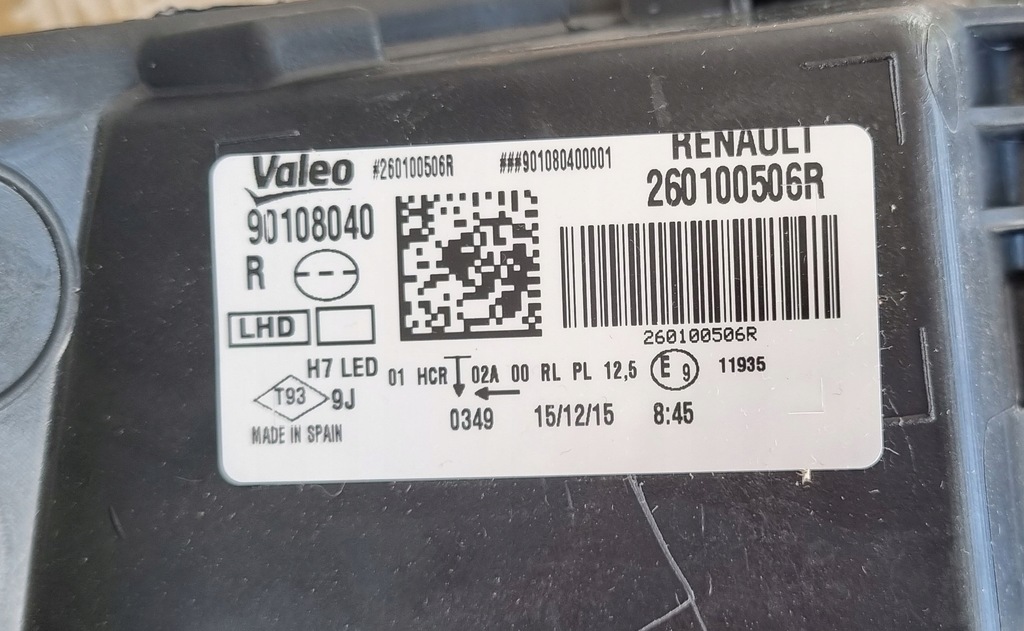 Valeo #260100506R ###901080400001 RENAULT
90108040 260100506R
R
LHD
260100506R
H7 LED 01 HCR 02A 00 RL PL 12,5 E 9 11935
T93 9J
0349 15/12/15 8:45
MADE IN SPAIN